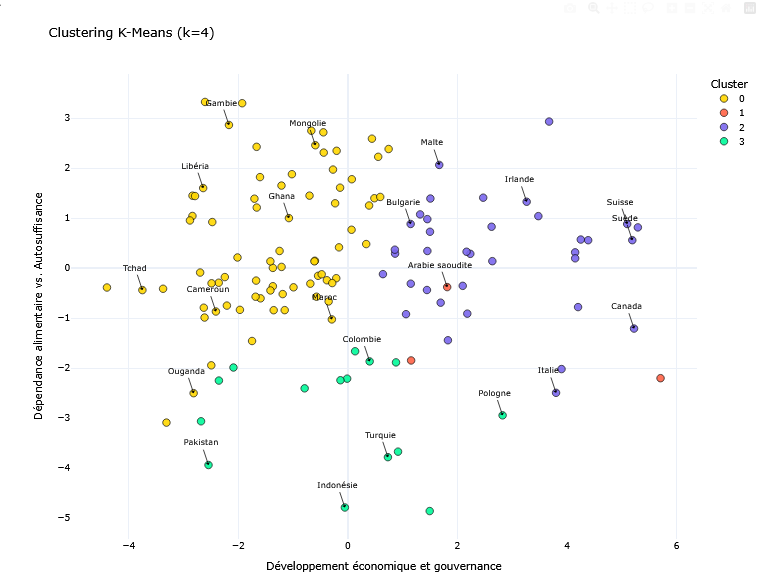 Clustering K-Means (k=4)
Cluster
0
1
2
3
Gambie
Mongolie
Malte
Libéria
Irlande
Ghana
Bulgarie
Suisse
Suède
Tchad
Cameroun
Maroc
Arabie saoudite
Canada
Colombie
Ouganda
Italie
Pologne
Pakistan
Turquie
Indonésie
3
2
1
0
−1
−2
−3
−4
−5
−4
−2
0
2
4
6
Dépendance alimentaire vs. Autosuffisance
Développement économique et gouvernance